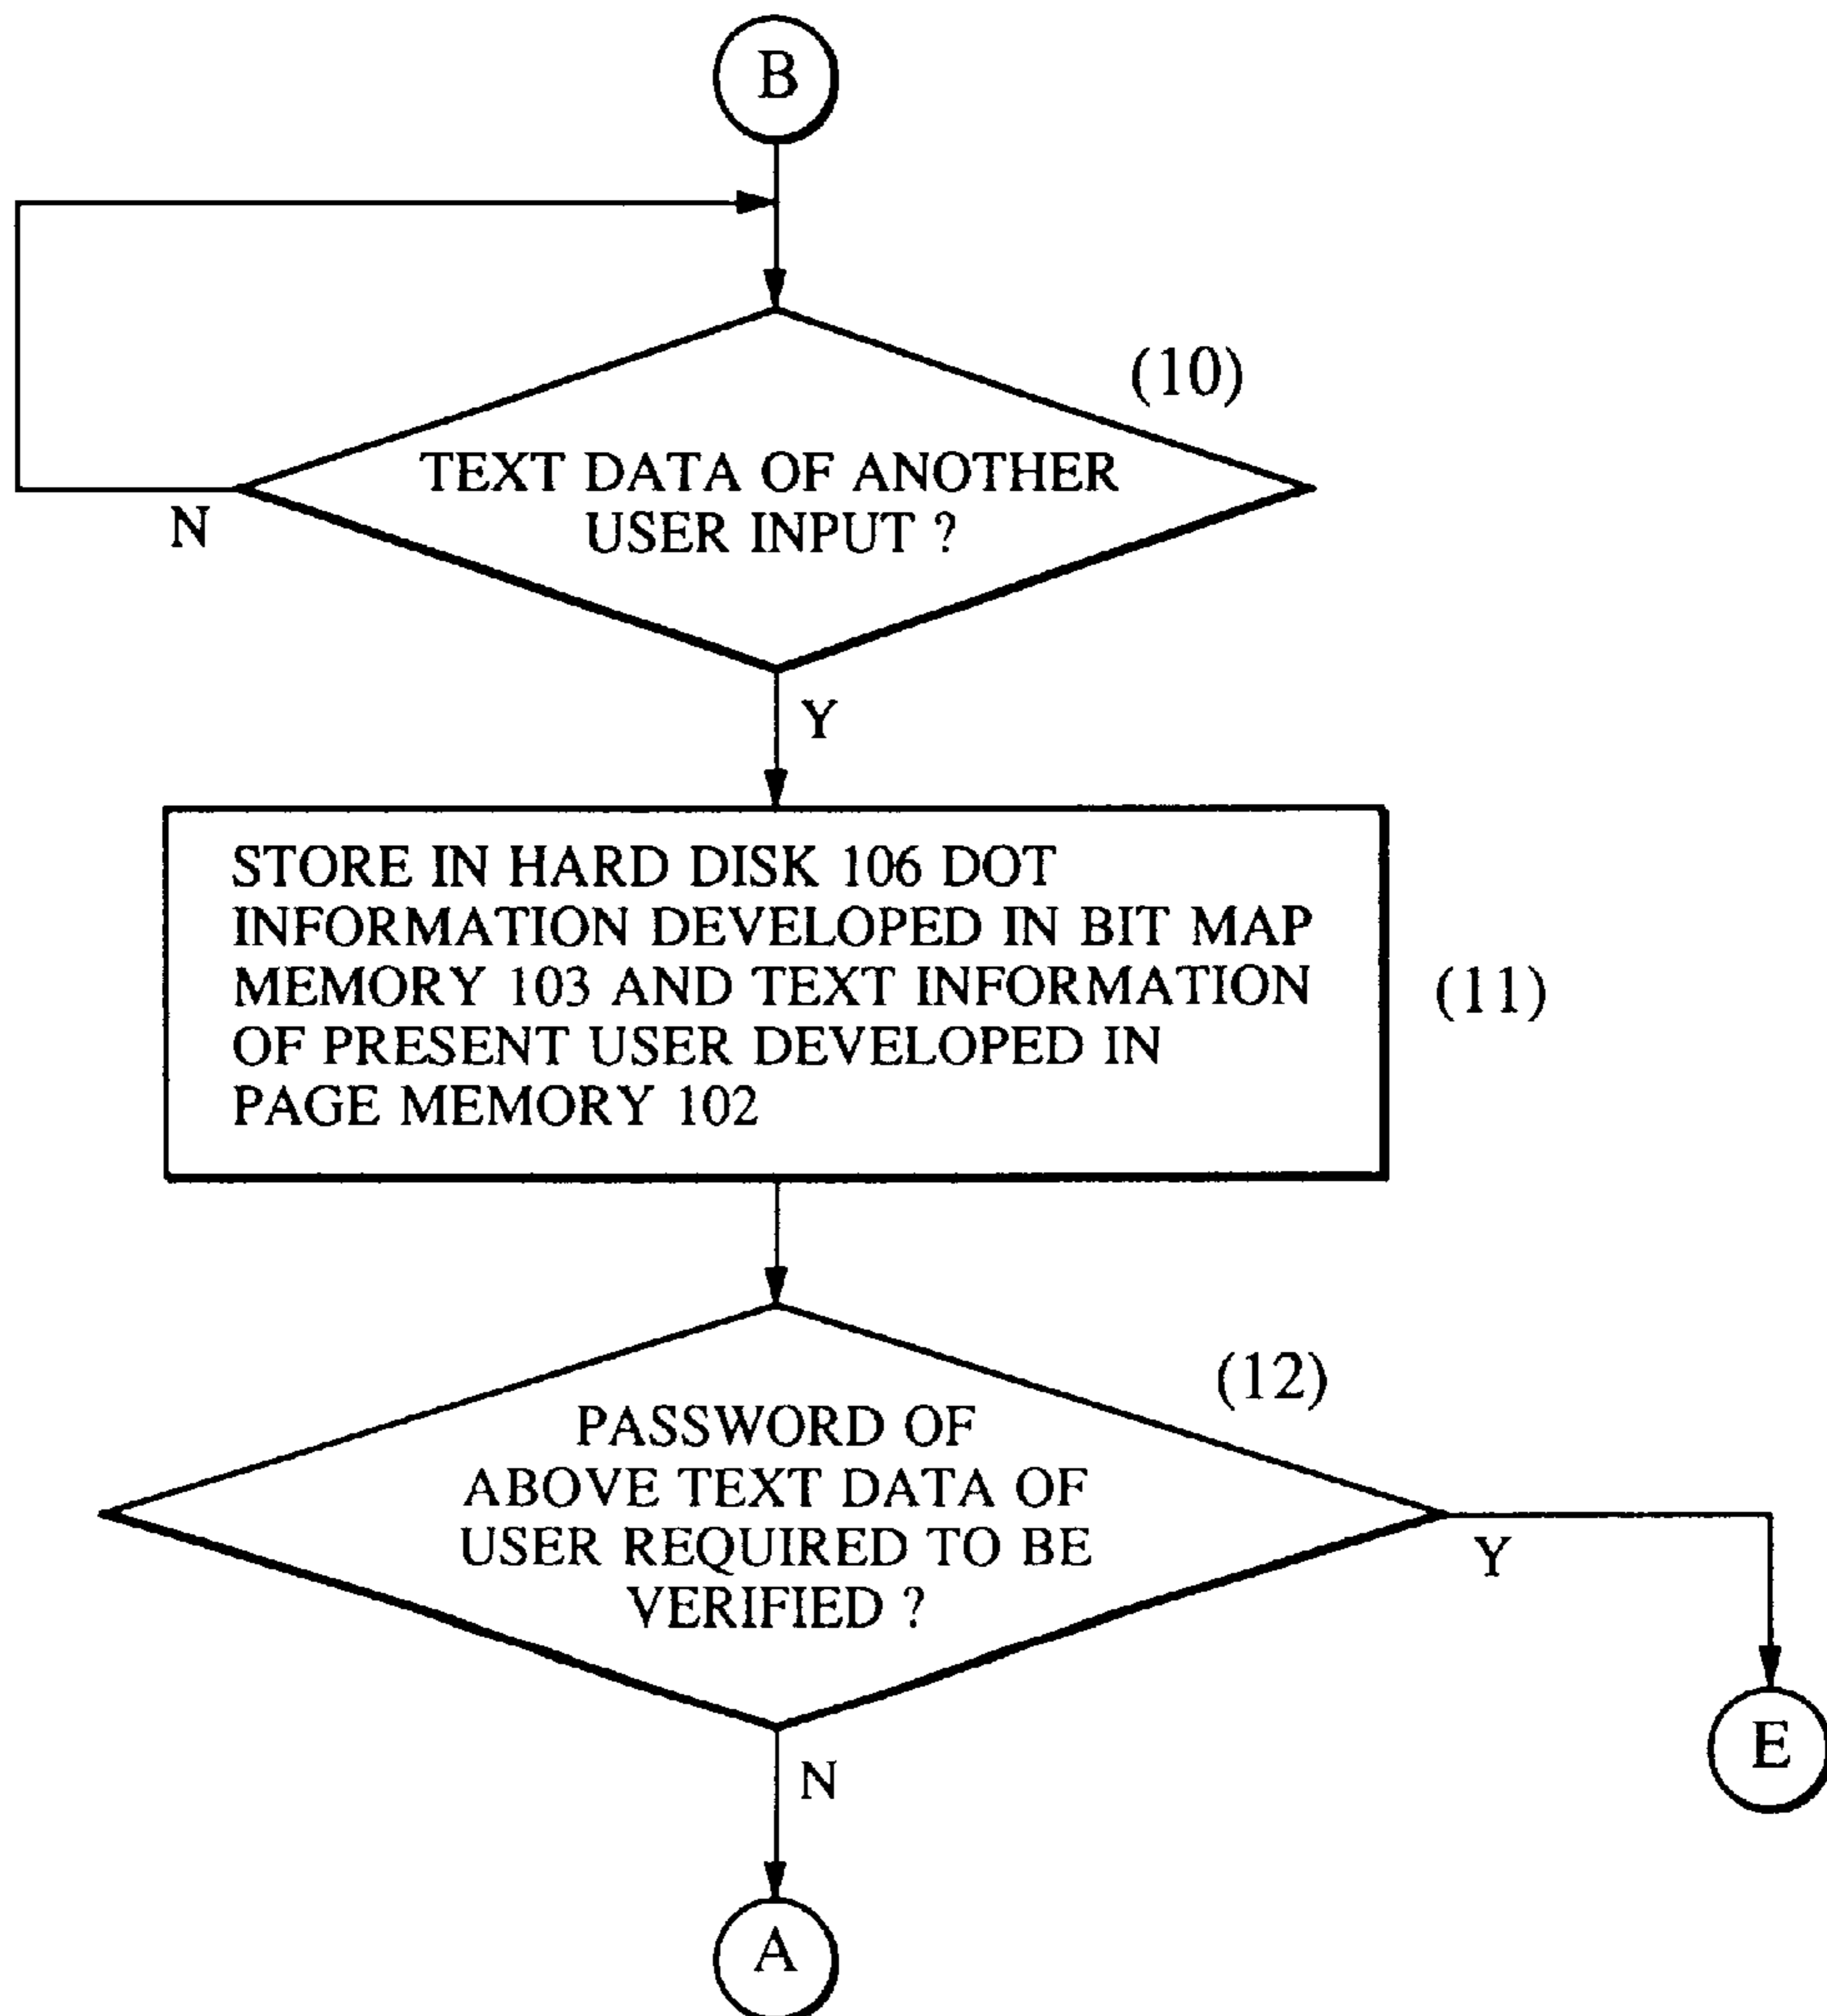 B
(10)
TEXT DATA OF ANOTHER
USER INPUT ?
N
Y
STORE IN HARD DISK 106 DOT
INFORMATION DEVELOPED IN BIT MAP
MEMORY 103 AND TEXT INFORMATION
OF PRESENT USER DEVELOPED IN
PAGE MEMORY 102
(11)
(12)
PASSWORD OF
ABOVE TEXT DATA OF
USER REQUIRED TO BE
VERIFIED ?
Y
E
N
A